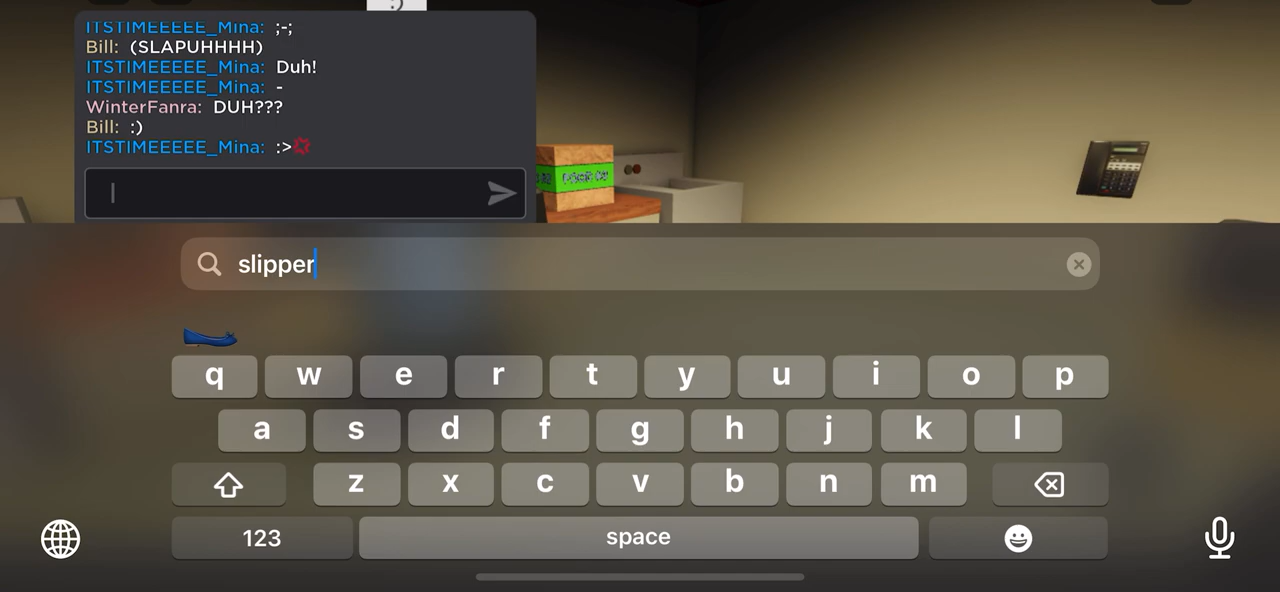 :)
ITSTIMEEEEE_Mina: ;-;
Bill: (SLAPUHHHH)
ITSTIMEEEEE_Mina: Duh!
ITSTIMEEEEE_Mina: -
WinterFanra: DUH???
Bill: :)
ITSTIMEEEEE_Mina: :>💢
slipper
q w e r t y u i o p
a s d f g h j k l
z x c v b n m
123 space